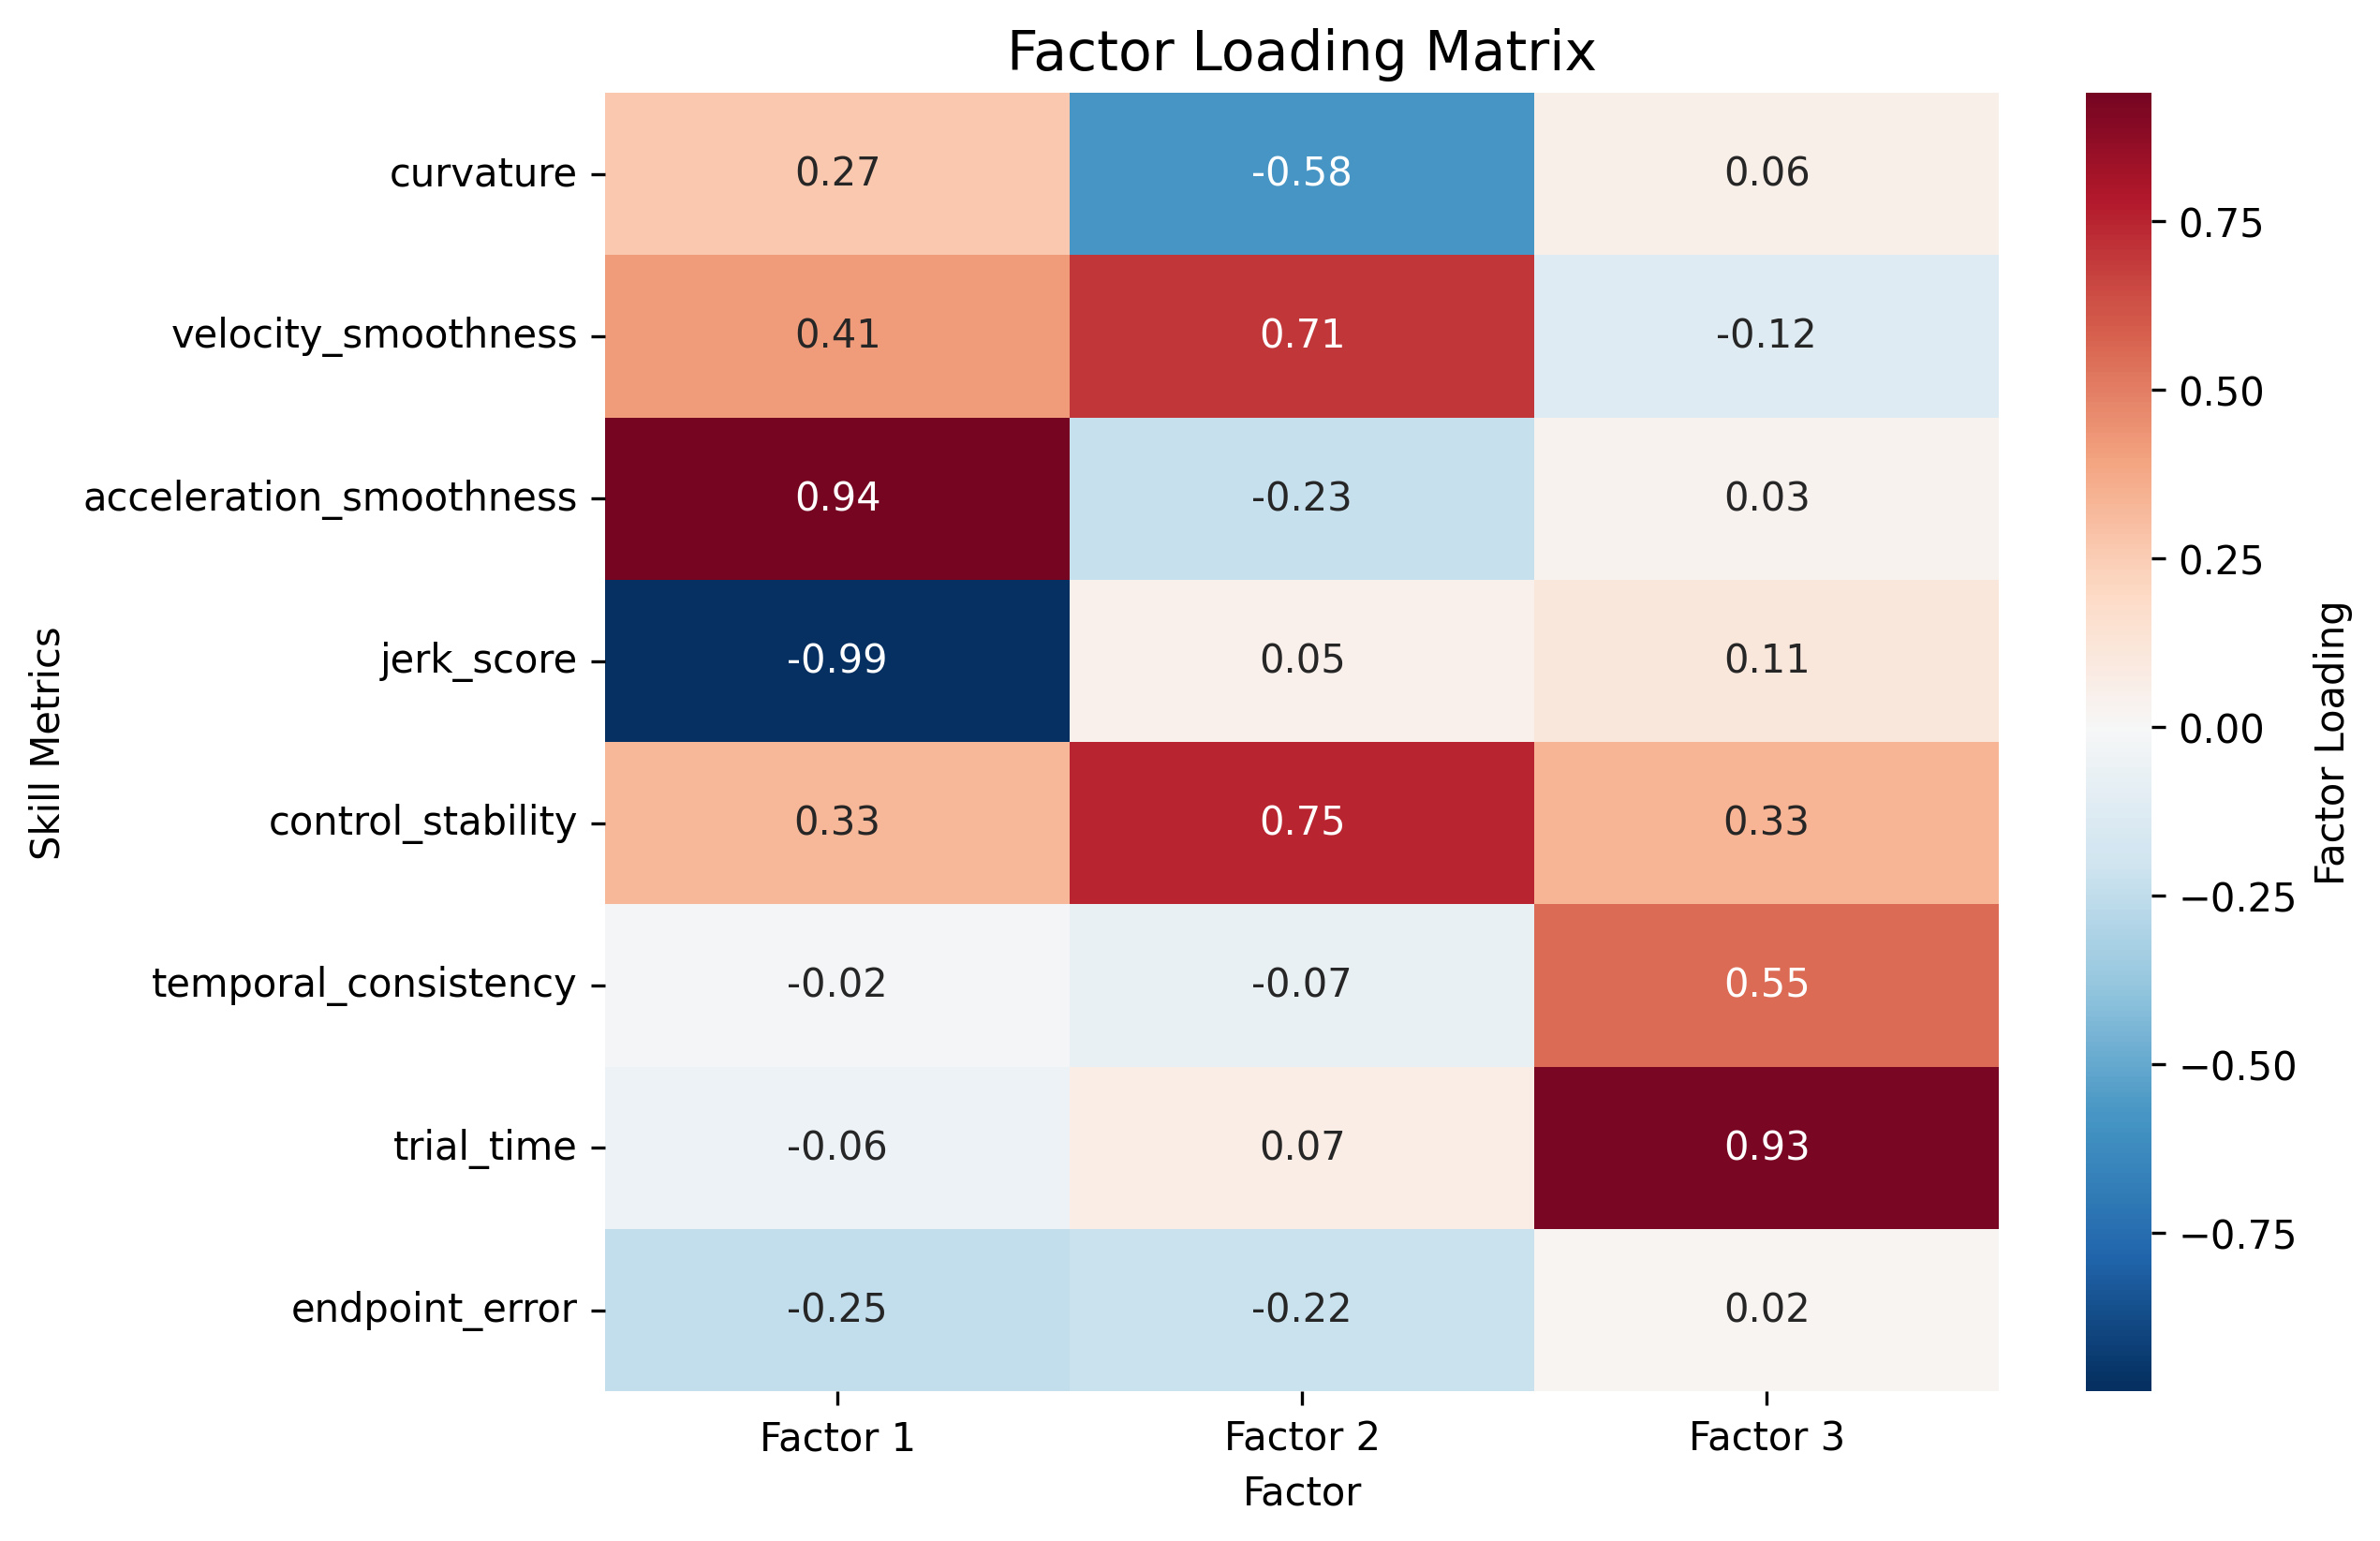 Factor Loading Matrix
Skill Metrics
curvature 0.27 -0.58 0.06
velocity_smoothness 0.41 0.71 -0.12
acceleration_smoothness 0.94 -0.23 0.03
jerk_score -0.99 0.05 0.11
control_stability 0.33 0.75 0.33
temporal_consistency -0.02 -0.07 0.55
trial_time -0.06 0.07 0.93
endpoint_error -0.25 -0.22 0.02
Factor 1 Factor 2 Factor 3
Factor
0.75
0.50
0.25
0.00
−0.25
−0.50
−0.75
Factor Loading